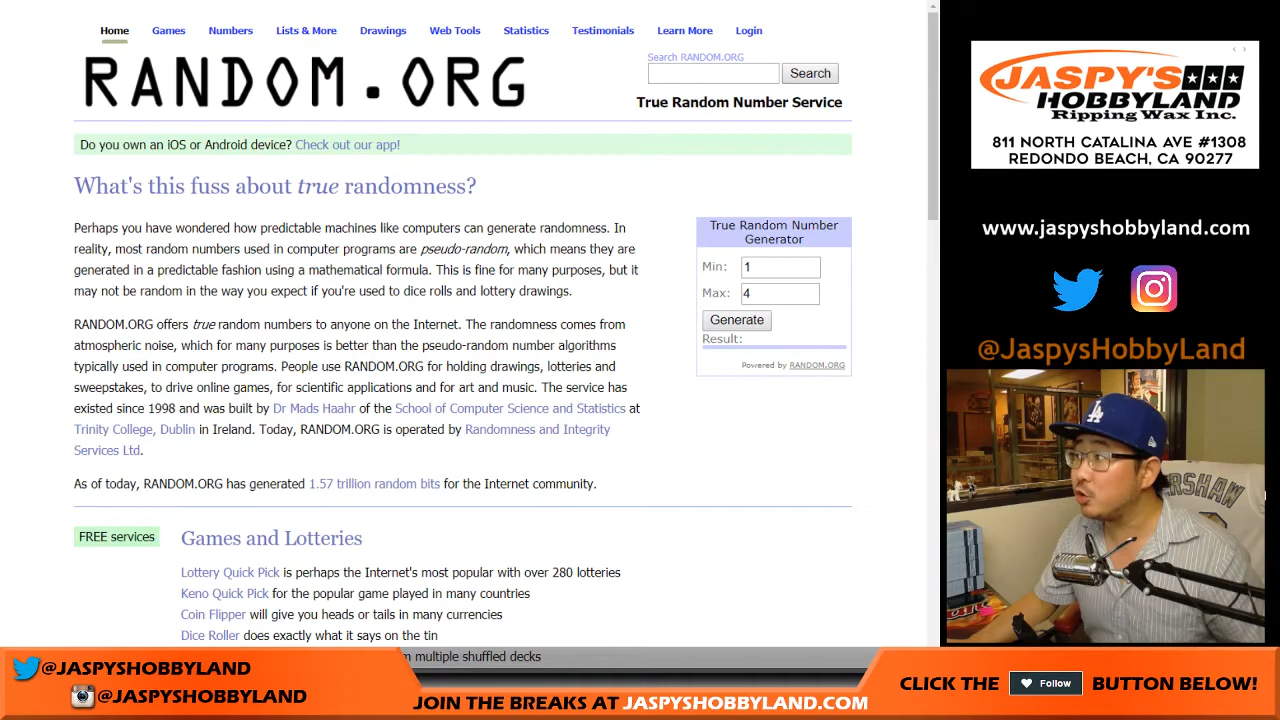 Home Games Numbers Lists & More Drawings Web Tools Statistics Testimonials Learn More Login
RANDOM.ORG
Search RANDOM.ORG
Search
True Random Number Service
Do you own an iOS or Android device? Check out our app!
What's this fuss about true randomness?
Perhaps you have wondered how predictable machines like computers can generate randomness. In
reality, most random numbers used in computer programs are pseudo-random, which means they are
generated in a predictable fashion using a mathematical formula. This is fine for many purposes, but it
may not be random in the way you expect if you're used to dice rolls and lottery drawings.
RANDOM.ORG offers true random numbers to anyone on the Internet. The randomness comes from
atmospheric noise, which for many purposes is better than the pseudo-random number algorithms
typically used in computer programs. People use RANDOM.ORG for holding drawings, lotteries and
sweepstakes, to drive online games, for scientific applications and for art and music. The service has
existed since 1998 and was built by Dr Mads Haahr of the School of Computer Science and Statistics at
Trinity College, Dublin in Ireland. Today, RANDOM.ORG is operated by Randomness and Integrity
Services Ltd.
As of today, RANDOM.ORG has generated 1.57 trillion random bits for the Internet community.
True Random Number
Generator
Min: 1
Max: 4
Generate
Result:
Powered by RANDOM.ORG
FREE services
Games and Lotteries
Lottery Quick Pick is perhaps the Internet's most popular with over 280 lotteries
Keno Quick Pick for the popular game played in many countries
Coin Flipper will give you heads or tails in many currencies
Dice Roller does exactly what it says on the tin
multiple shuffled decks
JASPY'S
HOBBYLAND
Ripping Wax Inc.
811 NORTH CATALINA AVE #1308
REDONDO BEACH, CA 90277
www.jaspyshobbyland.com
@JaspysHobbyLand
LA
ERSHAW
@JASPYSHOBBYLAND
@JASPYSHOBBYLAND
JOIN THE BREAKS AT JASPYSHOBBYLAND.COM
CLICK THE Follow BUTTON BELOW!